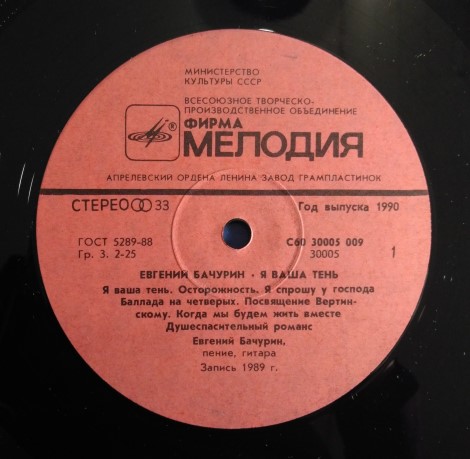 МИНИСТЕРСТВО
КУЛЬТУРЫ СССР
ВСЕСОЮЗНОЕ ТВОРЧЕСКО-
ПРОИЗВОДСТВЕННОЕ ОБЪЕДИНЕНИЕ
ФИРМА
МЕЛОДИЯ
®
АПРЕЛЕВСКИЙ ОРДЕНА ЛЕНИНА ЗАВОД ГРАМПЛАСТИНОК
СТЕРЕО 33 Год выпуска 1990
ГОСТ 5289-88 С60 30005 009
Гр. 3. 2-25 30005 1
ЕВГЕНИЙ БАЧУРИН · Я ВАША ТЕНЬ
Я ваша тень. Осторожность. Я спрошу у господа
Баллада на четверых. Посвящение Вертин-
скому. Когда мы будем жить вместе
Душеспасительный романс
Евгений Бачурин,
пение, гитара
Запись 1989 г.